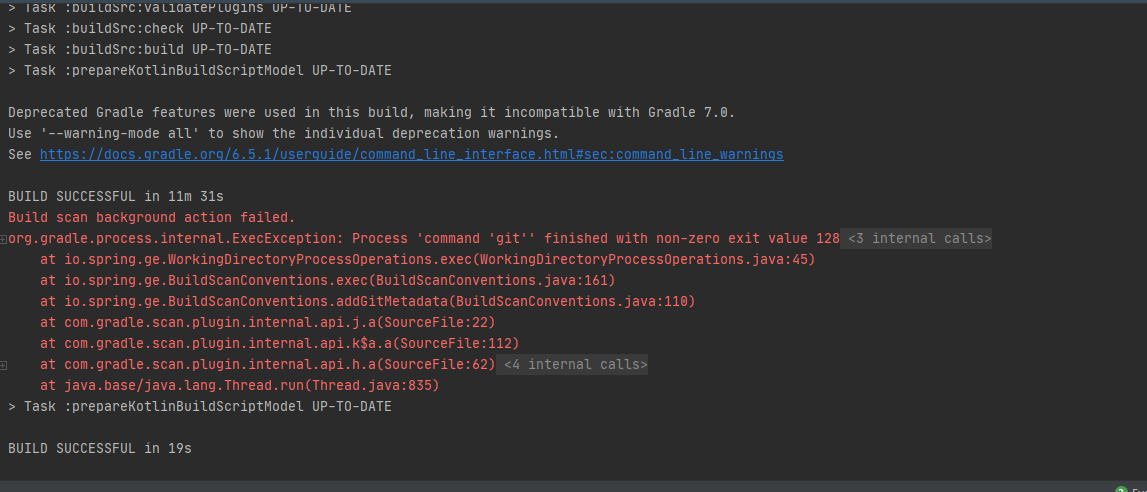 > Task :buildSrc:validatePlugins UP-TO-DATE
> Task :buildSrc:check UP-TO-DATE
> Task :buildSrc:build UP-TO-DATE
> Task :prepareKotlinBuildScriptModel UP-TO-DATE
Deprecated Gradle features were used in this build, making it incompatible with Gradle 7.0.
Use '--warning-mode all' to show the individual deprecation warnings.
See https://docs.gradle.org/6.5.1/userguide/command_line_interface.html#sec:command_line_warnings
BUILD SUCCESSFUL in 11m 31s
Build scan background action failed.
org.gradle.process.internal.ExecException: Process 'command 'git'' finished with non-zero exit value 128 <3 internal calls>
at io.spring.ge.WorkingDirectoryProcessOperations.exec(WorkingDirectoryProcessOperations.java:45)
at io.spring.ge.BuildScanConventions.exec(BuildScanConventions.java:161)
at io.spring.ge.BuildScanConventions.addGitMetadata(BuildScanConventions.java:110)
at com.gradle.scan.plugin.internal.api.j.a(SourceFile:22)
at com.gradle.scan.plugin.internal.api.k$a.a(SourceFile:112)
at com.gradle.scan.plugin.internal.api.h.a(SourceFile:62) <4 internal calls>
at java.base/java.lang.Thread.run(Thread.java:835)
> Task :prepareKotlinBuildScriptModel UP-TO-DATE
BUILD SUCCESSFUL in 19s